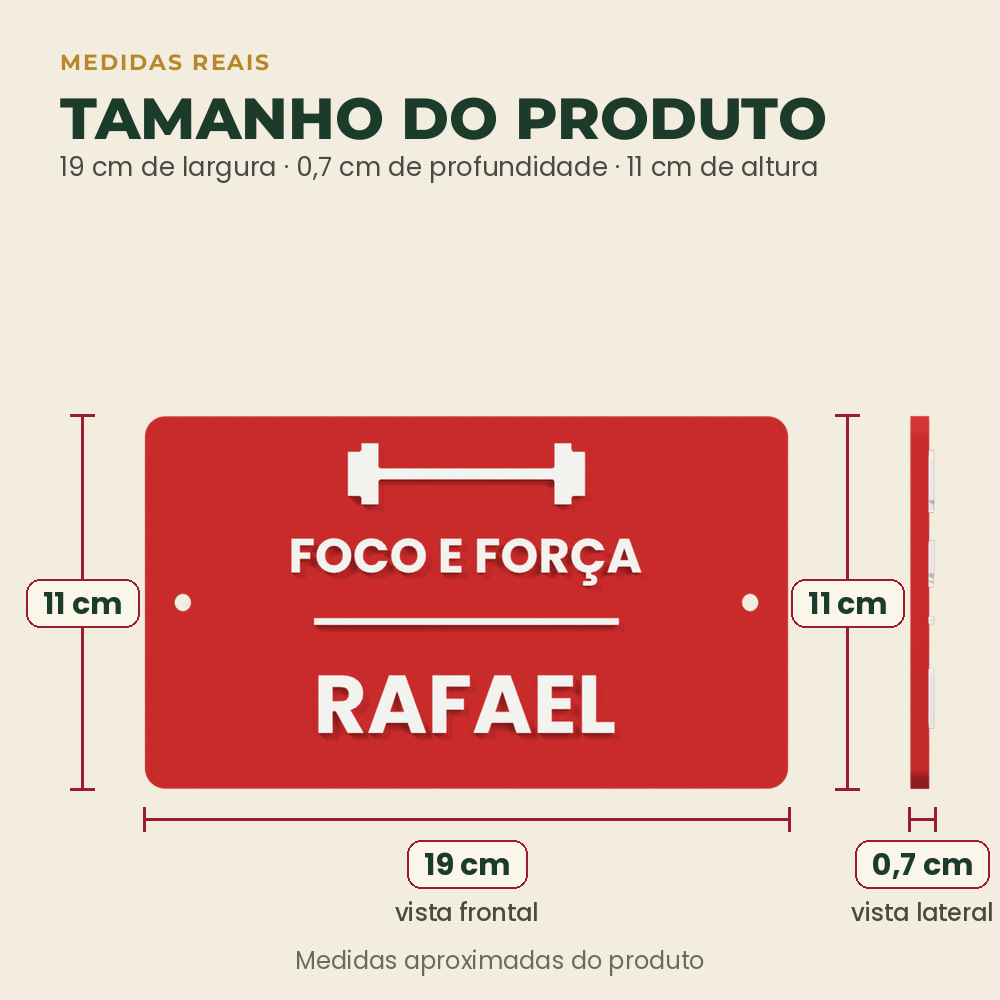 MEDIDAS REAIS
TAMANHO DO PRODUTO
19 cm de largura · 0,7 cm de profundidade · 11 cm de altura
FOCO E FORÇA
RAFAEL
11 cm
11 cm
19 cm
0,7 cm
vista frontal
vista lateral
Medidas aproximadas do produto